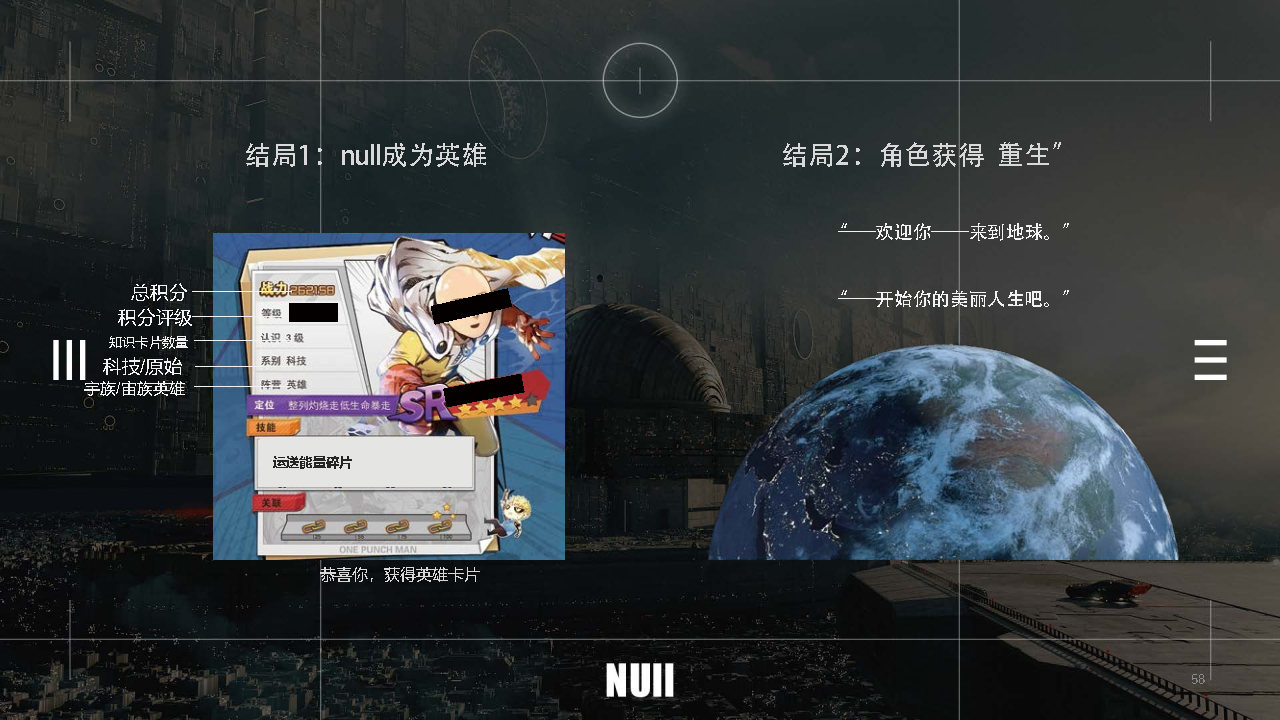 结局1：null成为英雄
总积分
积分评级
知识卡片数量
科技/原始
宇族/宙族英雄
战力 262158
等级
认识 3 级
系别 科技
阵营 英雄
定位 整列灼烧走低生命暴走
SR
技能
运送能量碎片
关联
ONE PUNCH MAN
恭喜你，获得英雄卡片
结局2：角色获得 重生”
“——欢迎你——来到地球。”
“——开始你的美丽人生吧。”
NUll
58